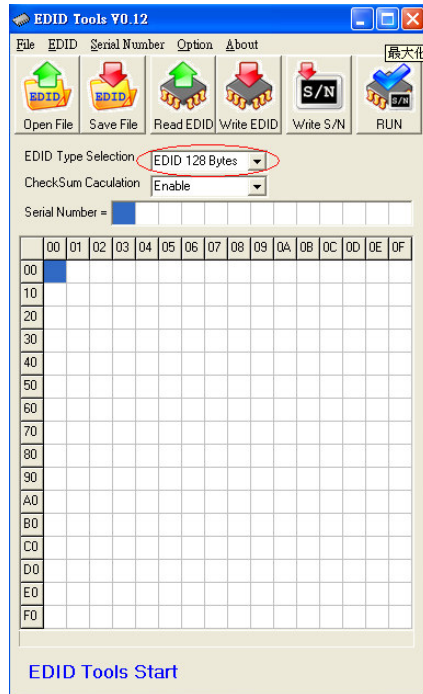 EDID Tools V0.12
File EDID Serial Number Option About
最大化
EDID EDID S/N S/N
Open File Save File Read EDID Write EDID Write S/N RUN
EDID Type Selection EDID 128 Bytes
CheckSum Caculation Enable
Serial Number =
00 01 02 03 04 05 06 07 08 09 0A 0B 0C 0D 0E 0F
00
10
20
30
40
50
60
70
80
90
A0
B0
C0
D0
E0
F0
EDID Tools Start